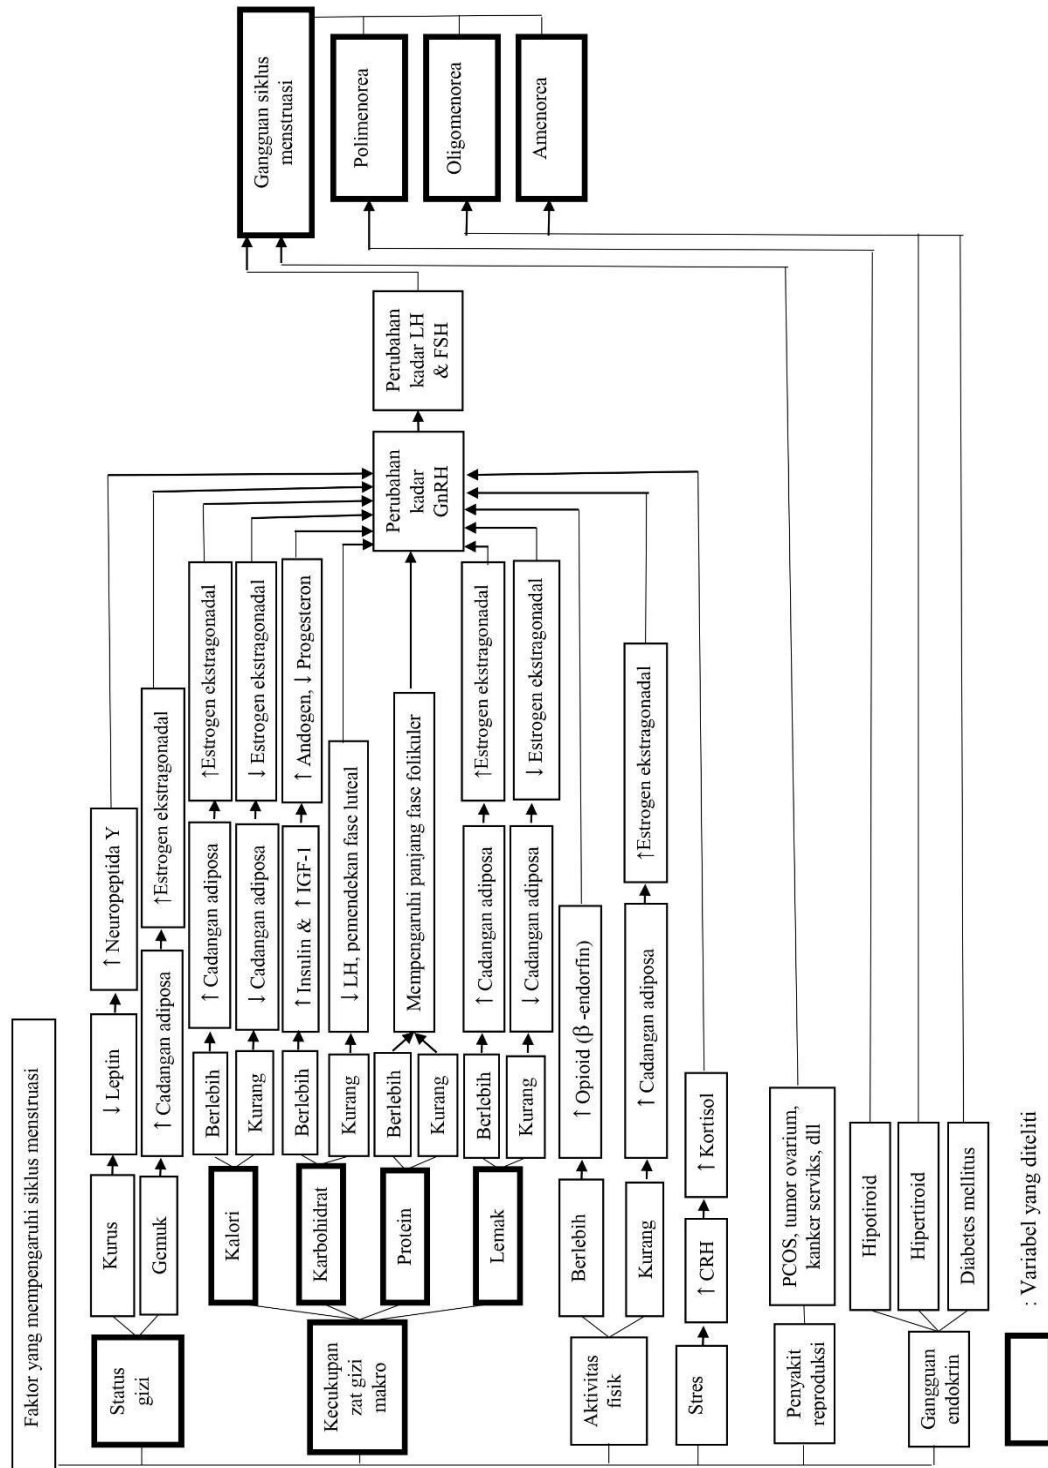 Faktor yang mempengaruhi siklus menstruasi
Status
gizi
Kurus
↓ Leptin
↑ Neuropeptida Y
Gemuk
↑ Cadangan adiposa
↑Estrogen ekstragonadal
Kecukupan
zat gizi
makro
Kalori
Berlebih
↑ Cadangan adiposa
↑Estrogen ekstragonadal
Kurang
↓ Cadangan adiposa
↓ Estrogen ekstragonadal
Karbohidrat
Berlebih
↑ Insulin & ↑ IGF-1
↑ Andogen, ↓ Progesteron
Kurang
↓ LH, pemendekan fase luteal
Protein
Berlebih
Kurang
Mempengaruhi panjang fase folikuler
Lemak
Berlebih
↑ Cadangan adiposa
↑Estrogen ekstragonadal
Kurang
↓ Cadangan adiposa
↓ Estrogen ekstragonadal
Aktivitas
fisik
Berlebih
↑ Opioid (β -endorfin)
Kurang
↑ Cadangan adiposa
↑Estrogen ekstragonadal
Stres
↑ CRH
↑ Kortisol
Penyakit
reproduksi
PCOS, tumor ovarium,
kanker serviks, dll
Gangguan
endokrin
Hipotiroid
Hipertiroid
Diabetes mellitus
Perubahan
kadar
GnRH
Perubahan
kadar LH
& FSH
Gangguan siklus
menstruasi
Polimenorea
Oligomenorea
Amenorea
: Variabel yang diteliti